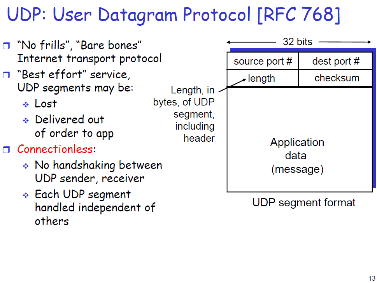 UDP: User Datagram Protocol [RFC 768]
"No frills", "Bare bones"
Internet transport protocol
"Best effort" service,
UDP segments may be:
Lost
Delivered out
of order to app
Connectionless:
No handshaking between
UDP sender, receiver
Each UDP segment
handled independent of
others
Length, in
bytes, of UDP
segment,
including
header
32 bits
source port # dest port #
length checksum
Application
data
(message)
UDP segment format
13